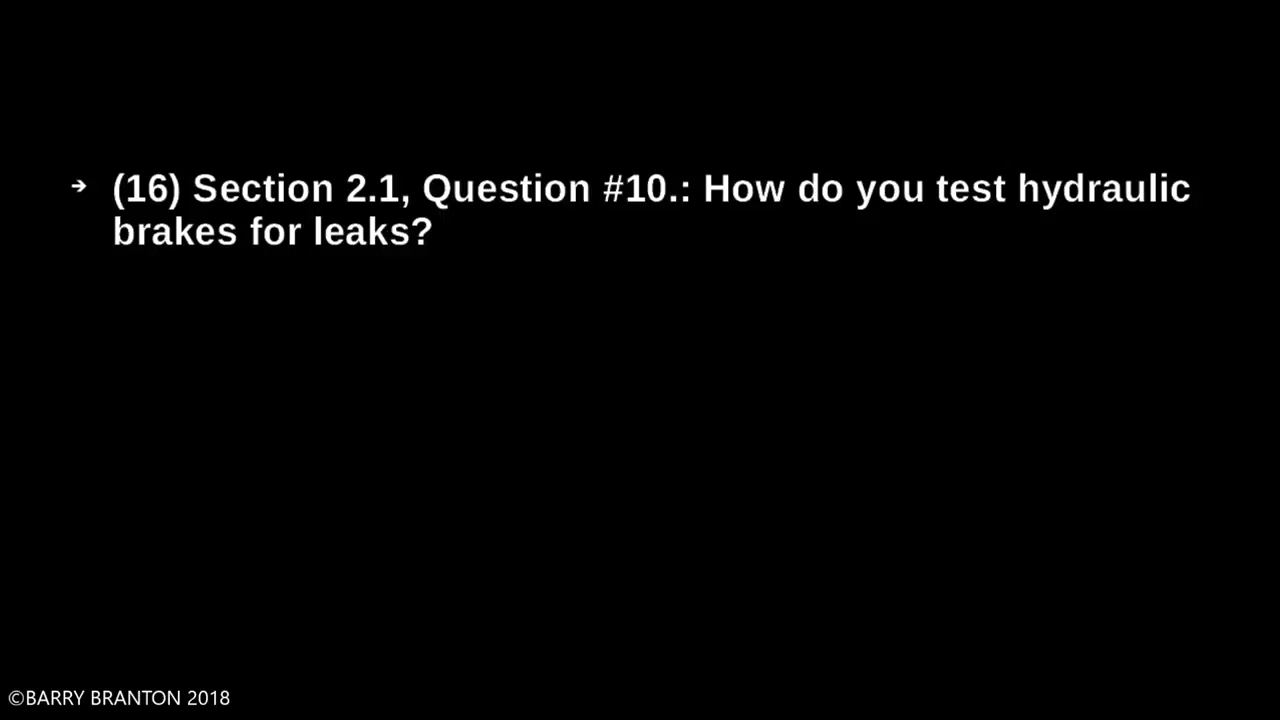 ➔ (16) Section 2.1, Question #10.: How do you test hydraulic
brakes for leaks?
©BARRY BRANTON 2018